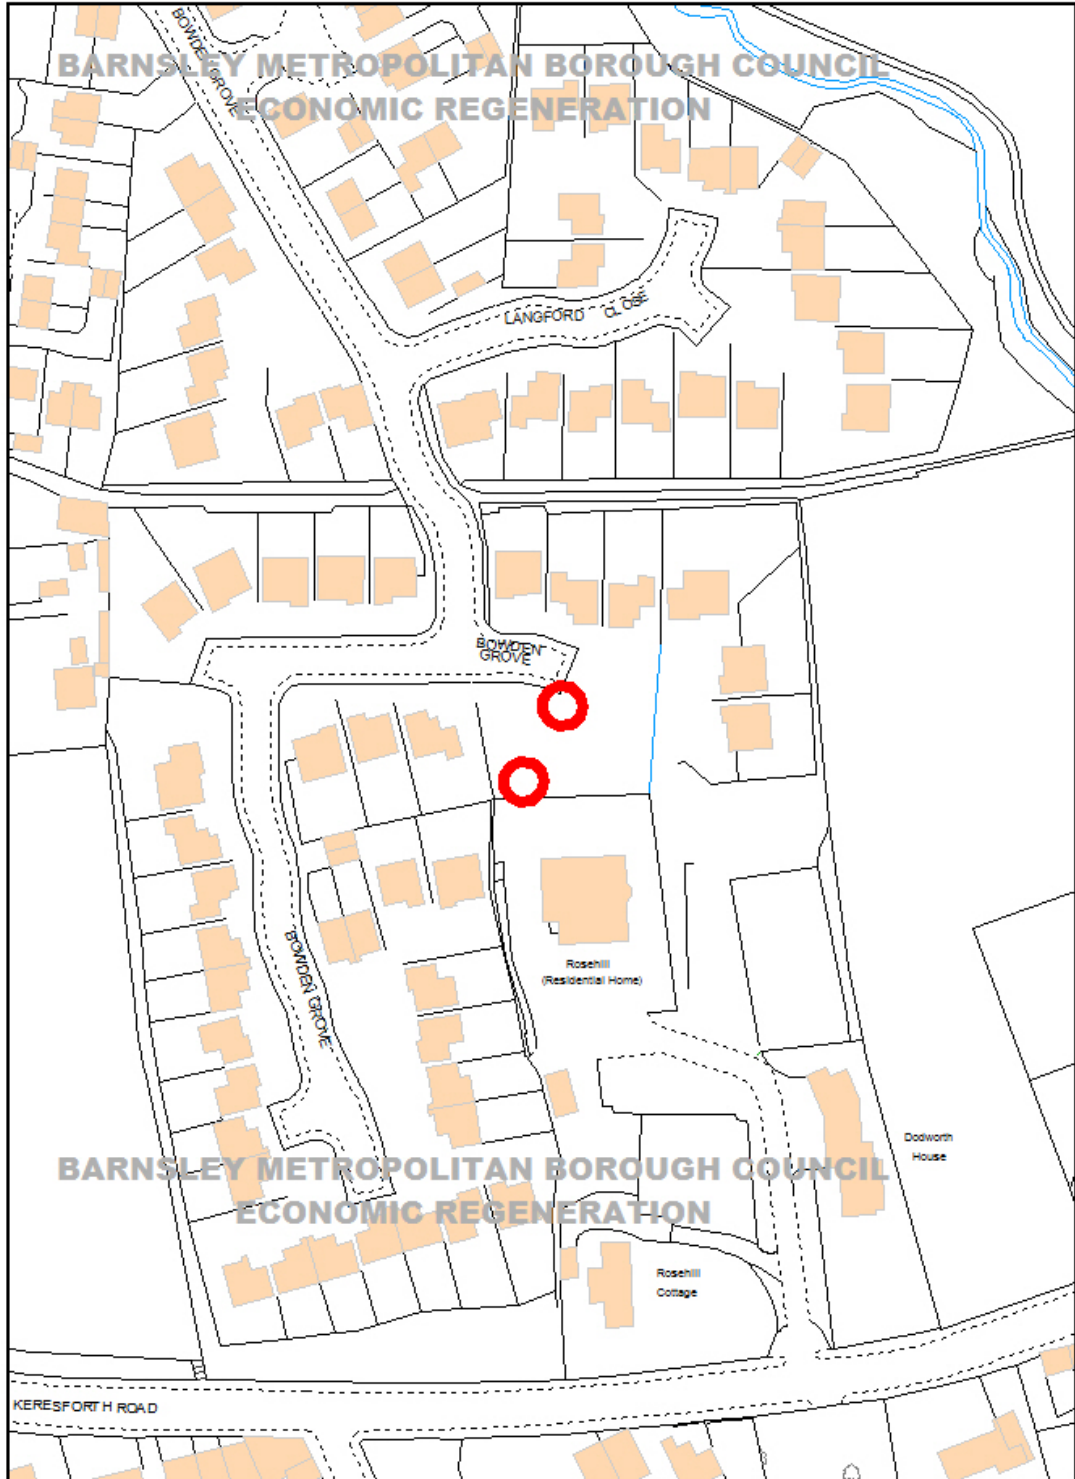 BOWDEN GROVE
BARNSLEY METROPOLITAN BOROUGH COUNCIL
ECONOMIC REGENERATION
LANGFORD CLOSE
BOWDEN
GROVE
BOWDEN GROVE
Rosehill
(Residential Home)
Dodworth
House
BARNSLEY METROPOLITAN BOROUGH COUNCIL
ECONOMIC REGENERATION
Rosehill
Cottage
KERESFORTH ROAD